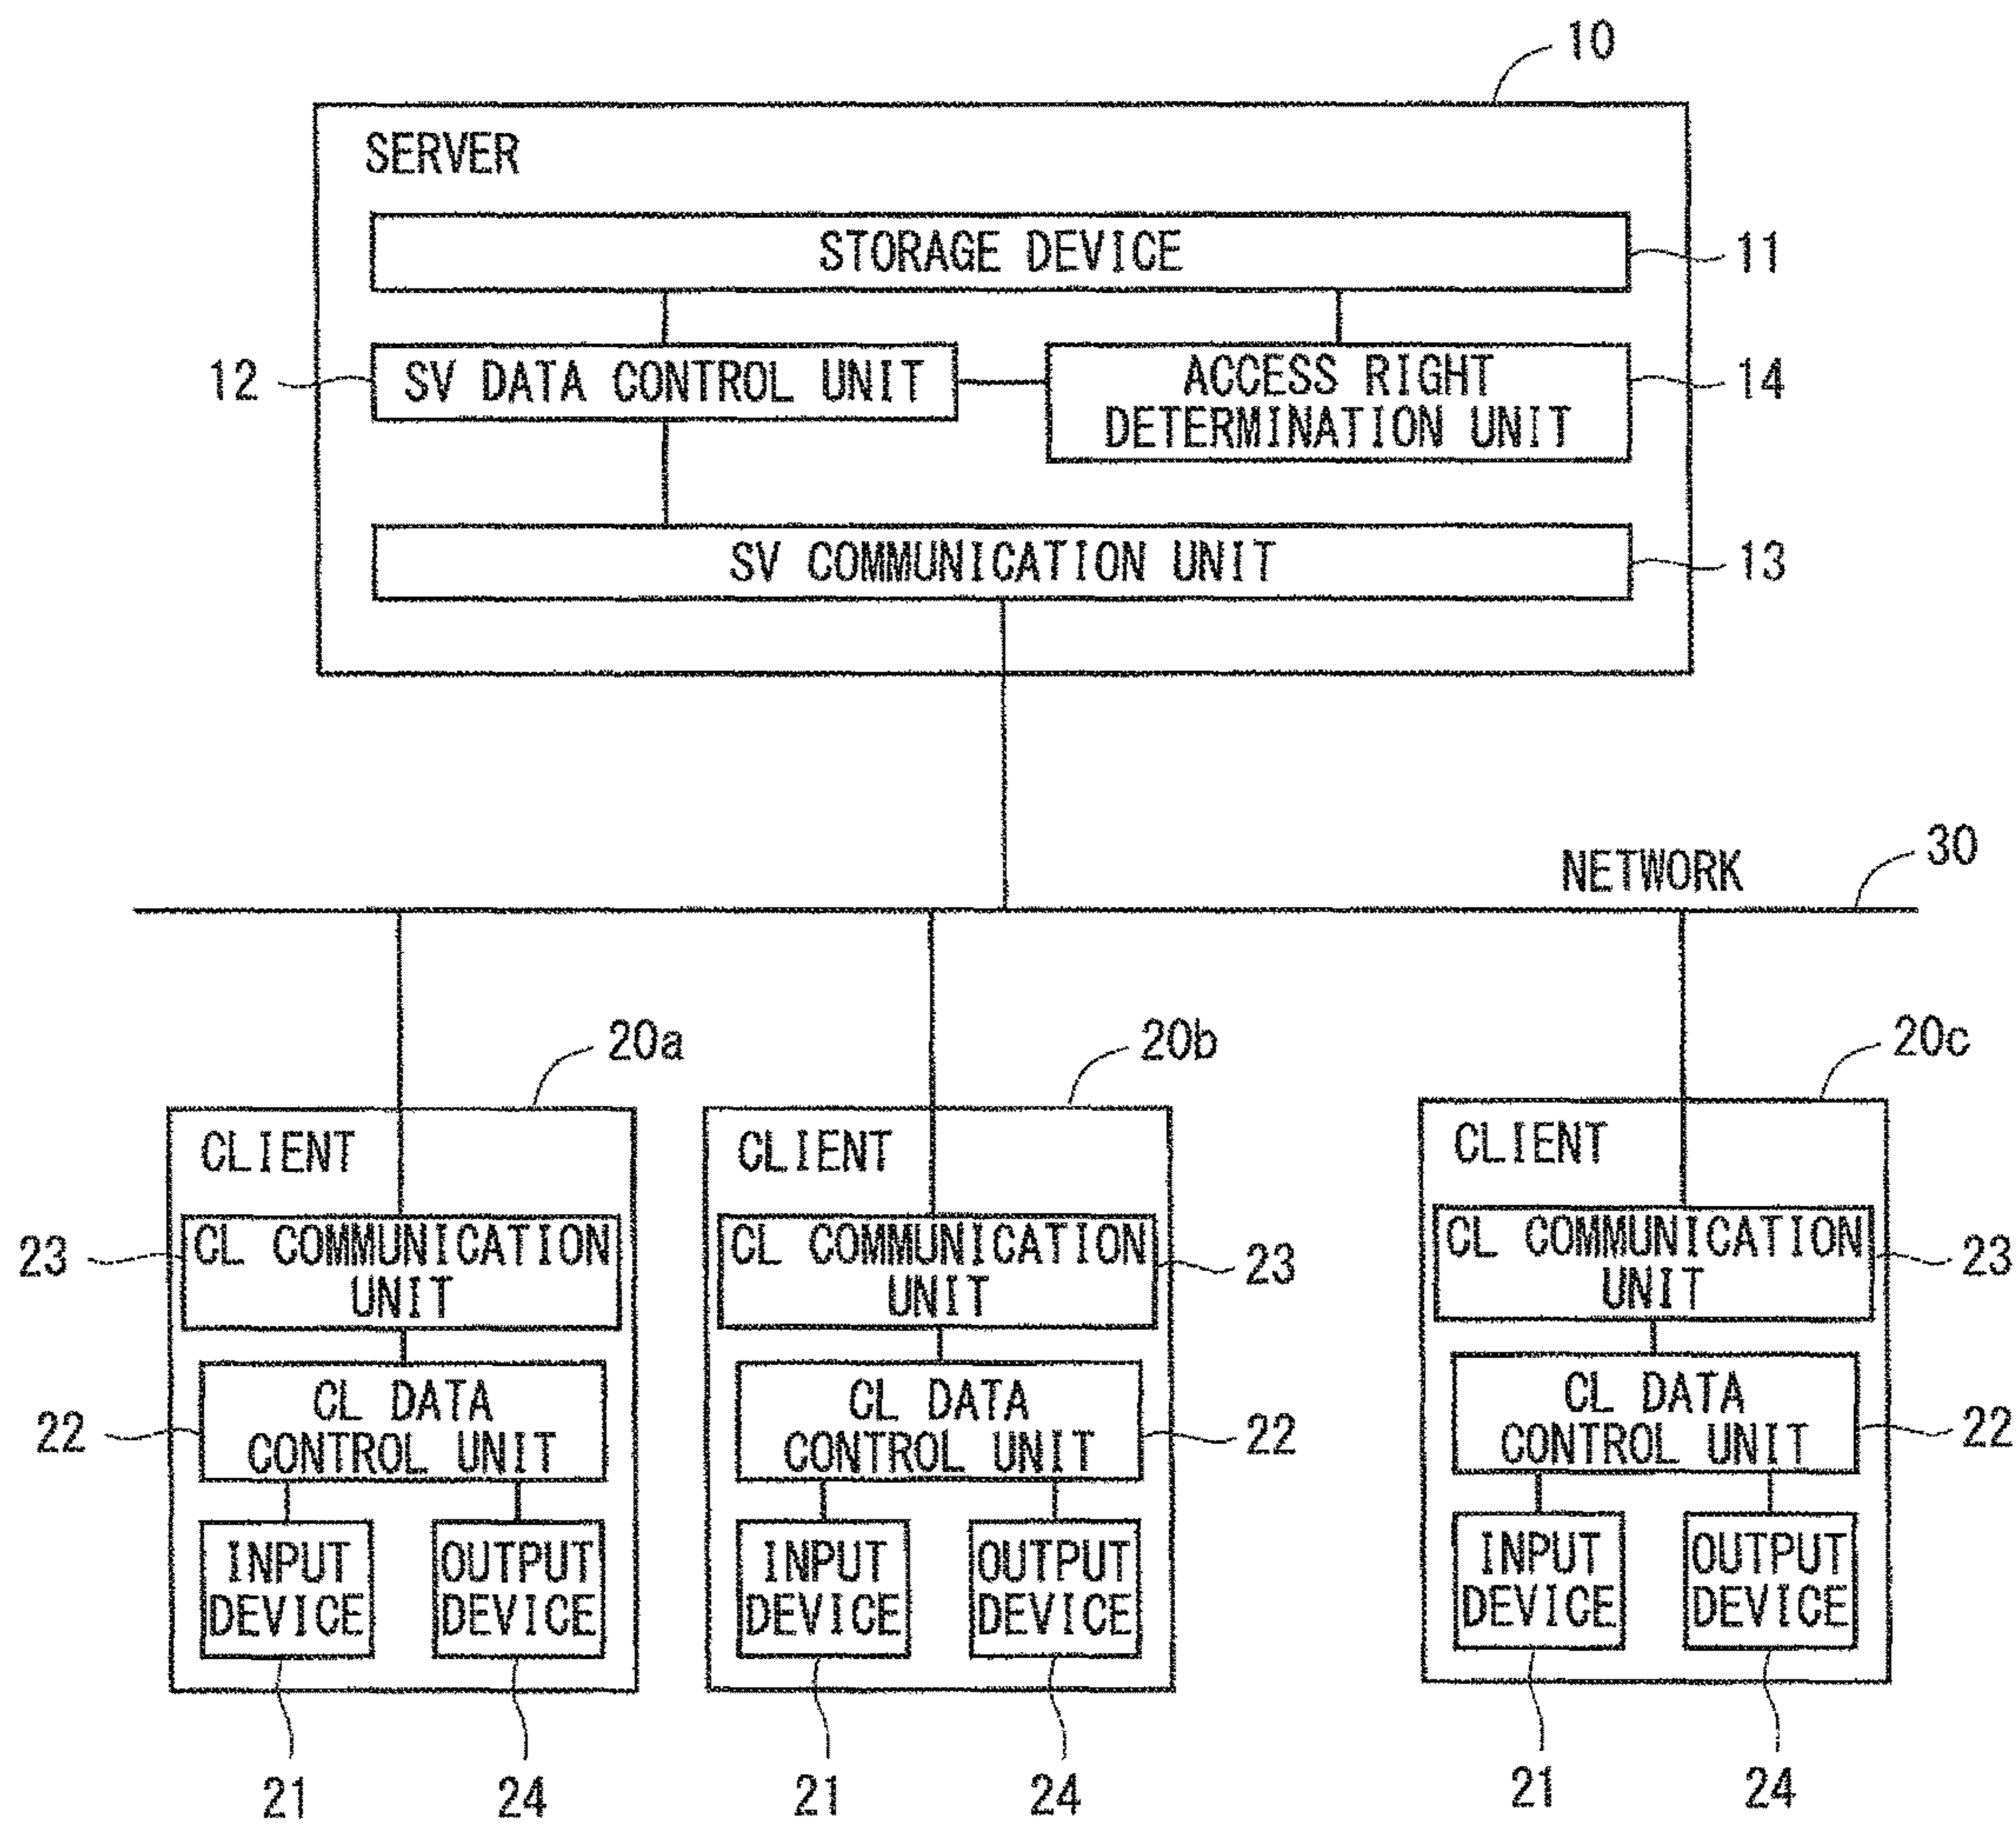 10
SERVER
STORAGE DEVICE
11
12
SV DATA CONTROL UNIT
ACCESS RIGHT
DETERMINATION UNIT
14
SV COMMUNICATION UNIT
13
NETWORK
30
20a
CLIENT
23
CL COMMUNICATION
UNIT
22
CL DATA
CONTROL UNIT
INPUT
DEVICE
OUTPUT
DEVICE
21
24
20b
CLIENT
CL COMMUNICATION
UNIT
23
CL DATA
CONTROL UNIT
22
INPUT
DEVICE
OUTPUT
DEVICE
21
24
20c
CLIENT
CL COMMUNICATION
UNIT
23
CL DATA
CONTROL UNIT
22
INPUT
DEVICE
OUTPUT
DEVICE
21
24